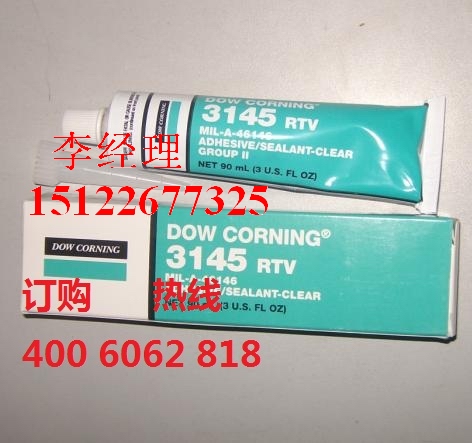 DOW CORNING®
3145 RTV
MIL-A-46146
ADHESIVE/SEALANT-CLEAR
GROUP II
NET 90 mL (3 U.S. FL OZ)
李经理
15122677325
DOW CORNING
DOW CORNING®
3145 RTV
MIL-A-46146
/SEALANT-CLEAR
(3 U.S. FL OZ)
订购 热线
400 6062 818